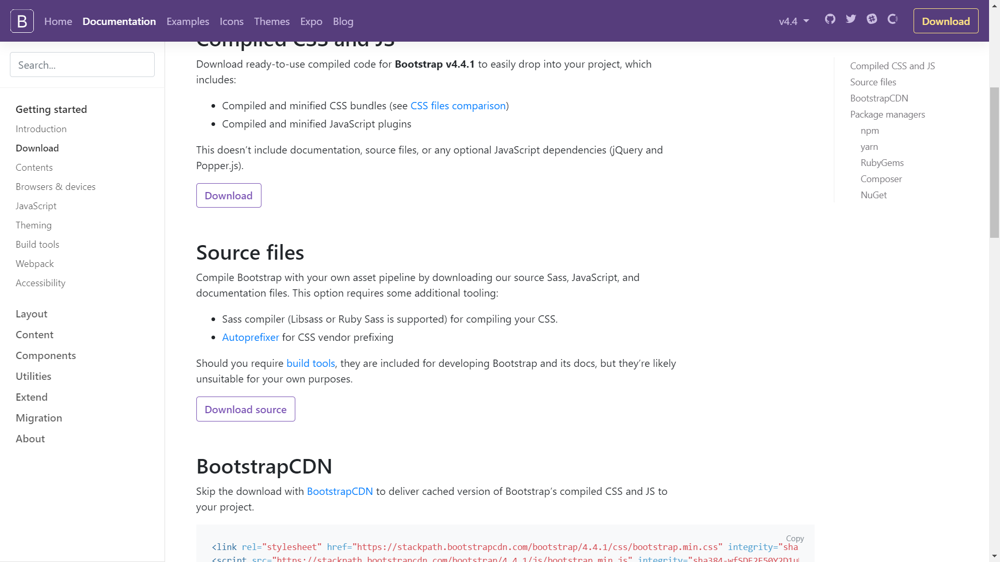 B Home Documentation Examples Icons Themes Expo Blog v4.4 Download
Search...
Getting started
Introduction
Download
Contents
Browsers & devices
JavaScript
Theming
Build tools
Webpack
Accessibility
Layout
Content
Components
Utilities
Extend
Migration
About
Compiled CSS and JS
Download ready-to-use compiled code for Bootstrap v4.4.1 to easily drop into your project, which
includes:
• Compiled and minified CSS bundles (see CSS files comparison)
• Compiled and minified JavaScript plugins
This doesn’t include documentation, source files, or any optional JavaScript dependencies (jQuery and
Popper.js).
Download
Source files
Compile Bootstrap with your own asset pipeline by downloading our source Sass, JavaScript, and
documentation files. This option requires some additional tooling:
• Sass compiler (Libsass or Ruby Sass is supported) for compiling your CSS.
• Autoprefixer for CSS vendor prefixing
Should you require build tools, they are included for developing Bootstrap and its docs, but they’re likely
unsuitable for your own purposes.
Download source
BootstrapCDN
Skip the download with BootstrapCDN to deliver cached version of Bootstrap’s compiled CSS and JS to
your project.
Copy
<link rel="stylesheet" href="https://stackpath.bootstrapcdn.com/bootstrap/4.4.1/css/bootstrap.min.css" integrity="sha
<script src="https://stackpath.bootstrapcdn.com/bootstrap/4.4.1/js/bootstrap.min.js" integrity=
Compiled CSS and JS
Source files
BootstrapCDN
Package managers
npm
yarn
RubyGems
Composer
NuGet